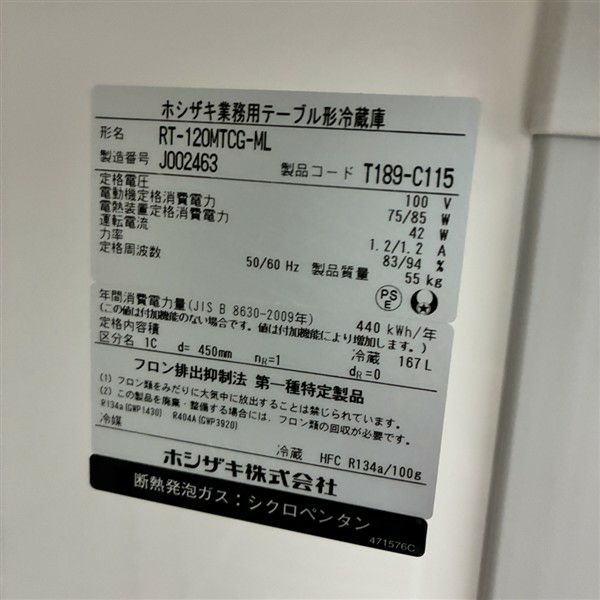 ホシザキ業務用テーブル形冷蔵庫
形名 RT-120MTCG-ML
製造番号 J002463 製品コード T189-C115
定格電圧 100 V
電動機定格消費電力 75/85 W
電熱装置定格消費電力 42 W
運転電流 1.2/1.2 A
力率 83/94 %
定格周波数 50/60 Hz 製品質量 55 kg
PS
E
年間消費電力量(JIS B 8630-2009年) 440 kWh/年
(この値は付加機能のない場合です。値は付加機能により増加します。)
定格内容積 冷蔵 167 L
区分名 1C d= 450mm nR=1 dR=0
フロン排出抑制法 第一種特定製品
(1) フロン類をみだりに大気中に放出することは禁じられています。
(2) この製品を廃棄・整備する場合には、フロン類の回収が必要です。
R134a(GWP1430) R404A(GWP3920)
冷媒 冷蔵 HFC R134a/100g
ホシザキ株式会社
断熱発泡ガス:シクロペンタン
471576C